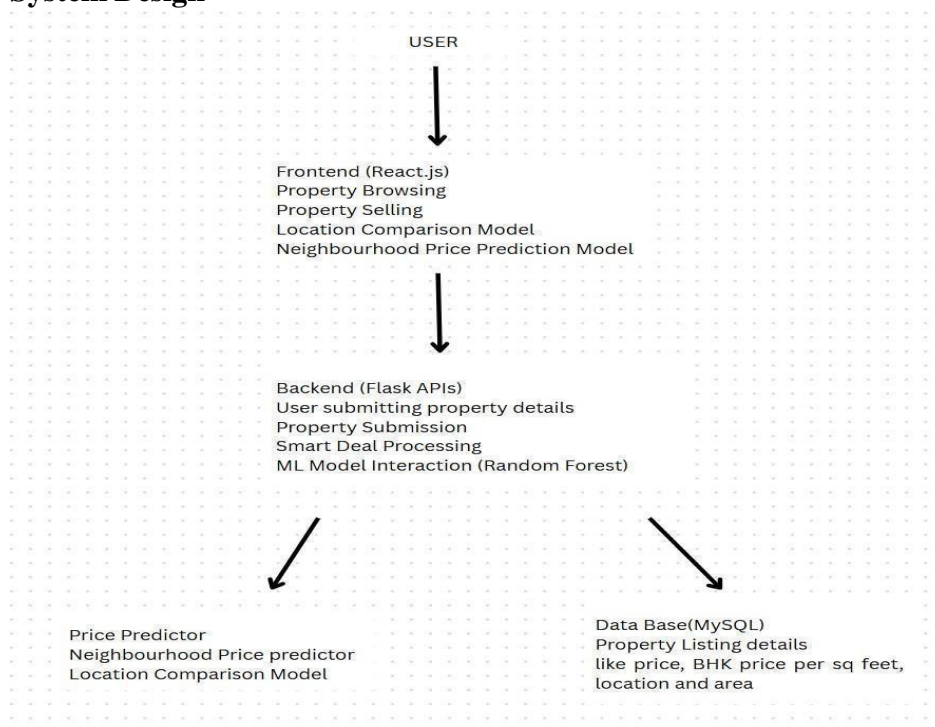 System Design
USER
Frontend (React.js)
Property Browsing
Property Selling
Location Comparison Model
Neighbourhood Price Prediction Model
Backend (Flask APIs)
User submitting property details
Property Submission
Smart Deal Processing
ML Model Interaction (Random Forest)
Price Predictor
Neighbourhood Price predictor
Location Comparison Model
Data Base(MySQL)
Property Listing details
like price, BHK price per sq feet,
location and area